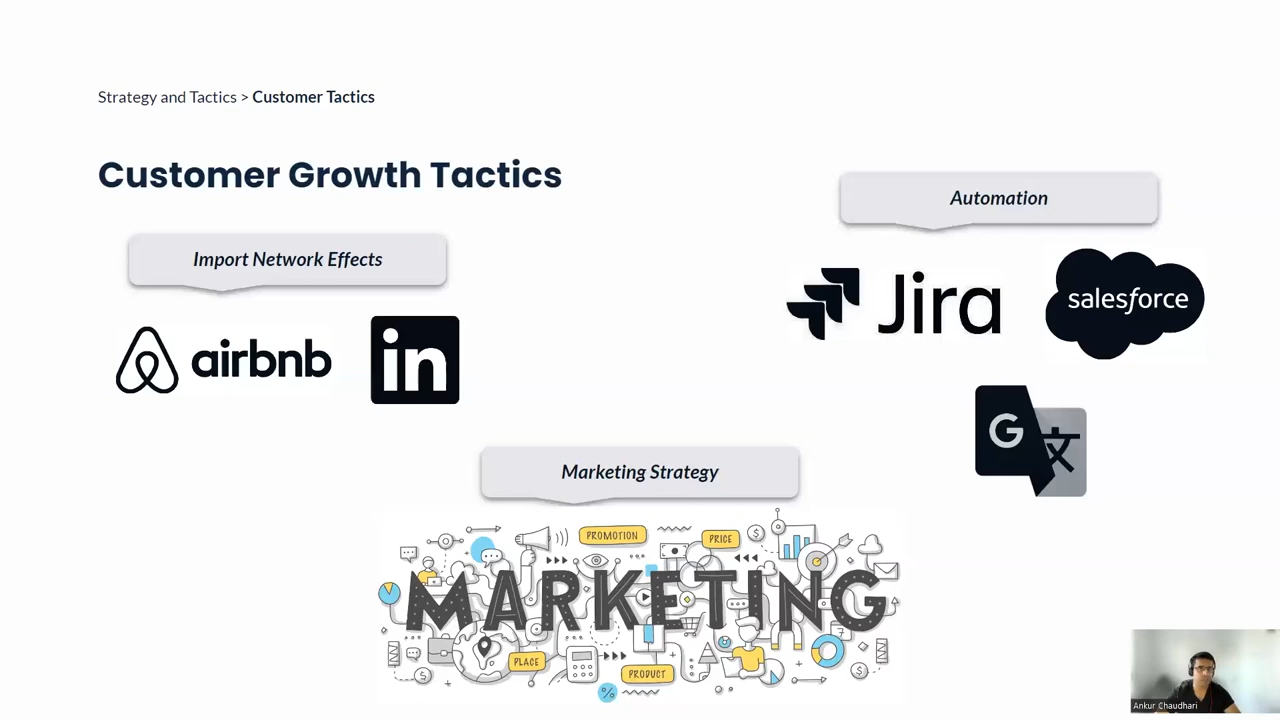 Strategy and Tactics > Customer Tactics
Customer Growth Tactics
Import Network Effects
airbnb
in
Automation
Jira
salesforce
G 文
Marketing Strategy
PROMOTION
PRICE
MARKETING
PLACE
PRODUCT
Ankur Chaudhari